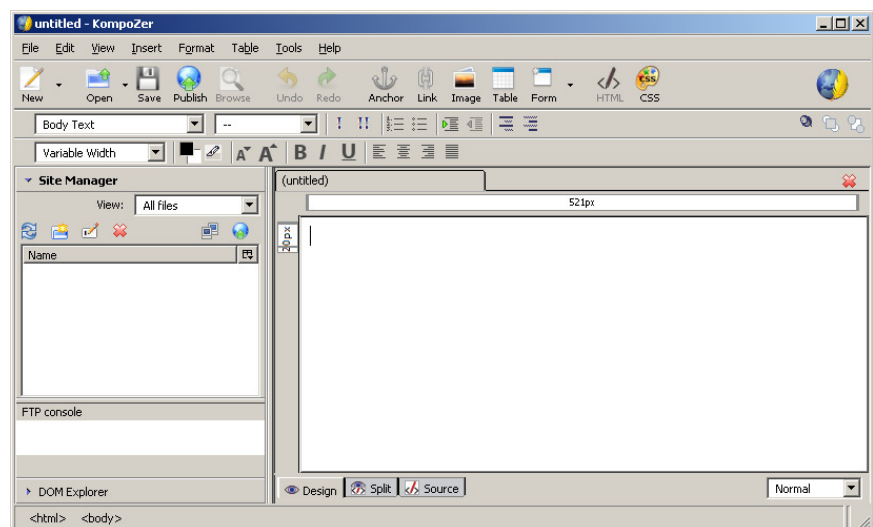 untitled - KompoZer
File Edit View Insert Format Table Tools Help
New Open Save Publish Browse Undo Redo Anchor Link Image Table Form HTML CSS
Body Text -- ! !!
Variable Width A A B I U
Site Manager
(untitled)
View: All files
521px
20 px
Name
FTP console
DOM Explorer
Design Split Source Normal
<html> <body>